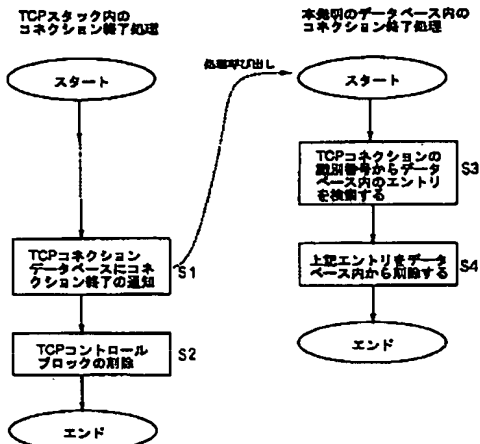 TCPスタック内の
コネクション終了処理
スタート
TCPコネクション
データベースにコネ
クション終了の通知
S1
TCPコントロール
ブロックの削除
S2
エンド
処理呼び出し
本発明のデータベース内の
コネクション終了処理
スタート
TCPコネクションの
識別番号からデータ
ベース内のエントリ
を検索する
S3
上記エントリをデータ
ベース内から削除する
S4
エンド